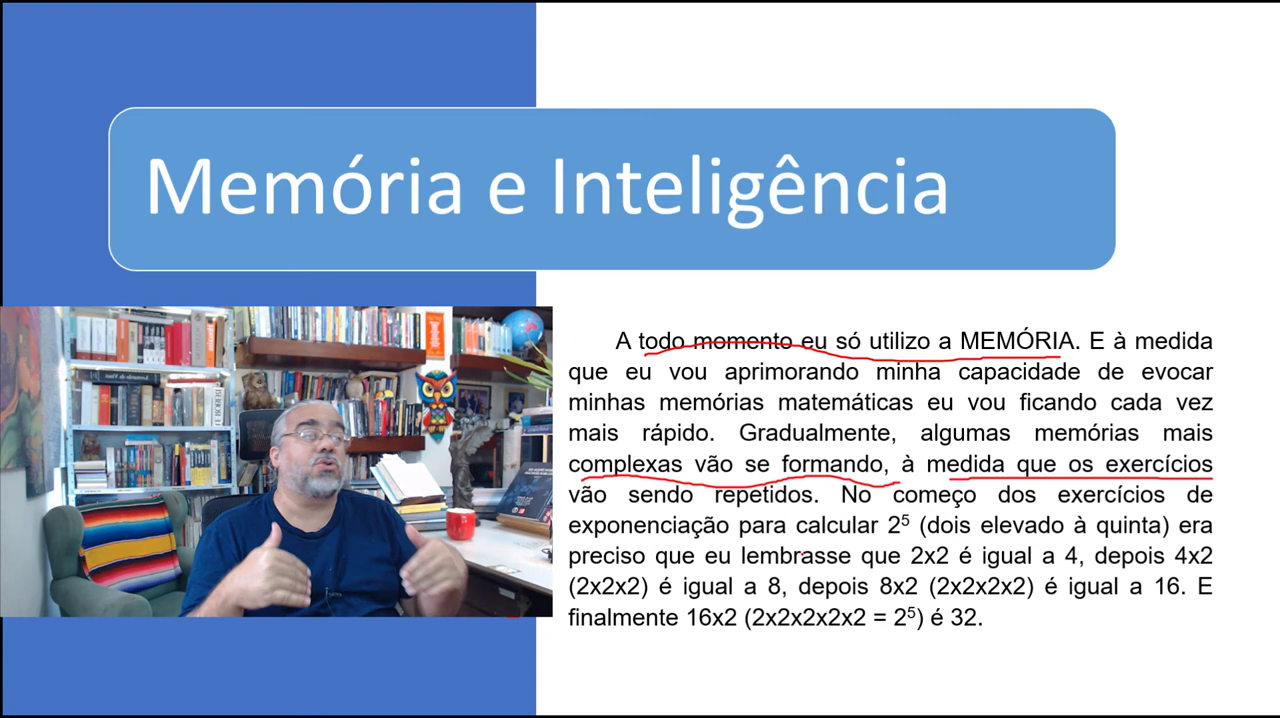 Memória e Inteligência
A todo momento eu só utilizo a MEMÓRIA. E à medida
que eu vou aprimorando minha capacidade de evocar
minhas memórias matemáticas eu vou ficando cada vez
mais rápido. Gradualmente, algumas memórias mais
complexas vão se formando, à medida que os exercícios
vão sendo repetidos. No começo dos exercícios de
exponenciação para calcular 2⁵ (dois elevado à quinta) era
preciso que eu lembrasse que 2x2 é igual a 4, depois 4x2
(2x2x2) é igual a 8, depois 8x2 (2x2x2x2) é igual a 16. E
finalmente 16x2 (2x2x2x2x2 = 2⁵) é 32.